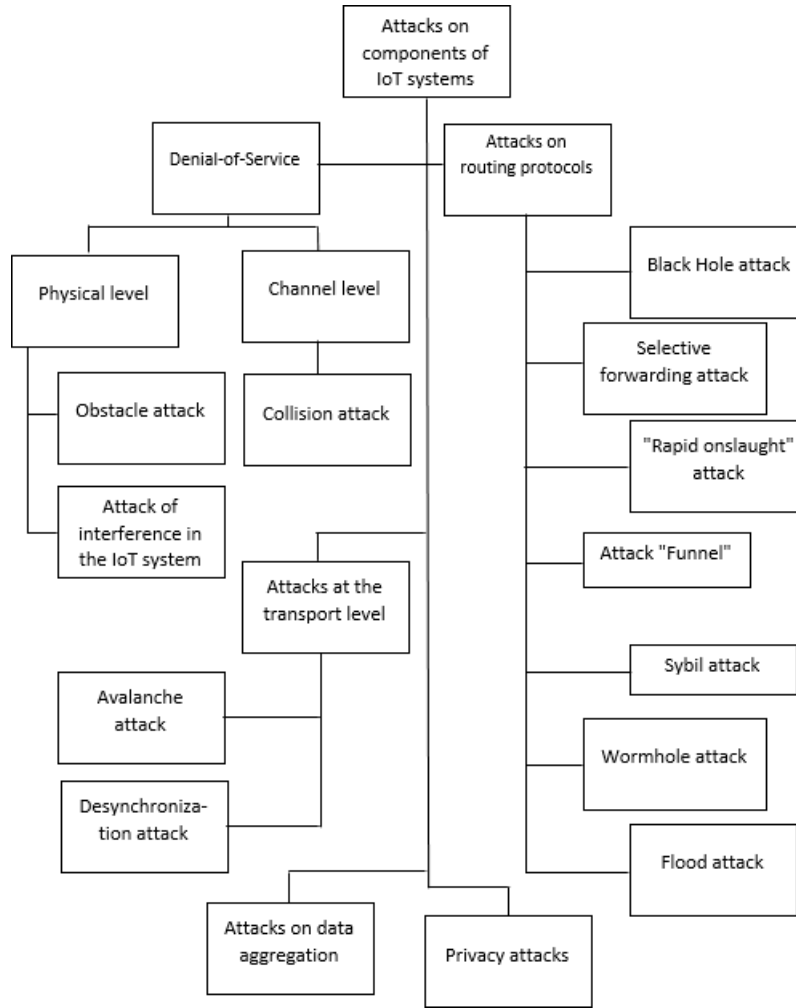 Attacks on
components of
IoT systems
Denial-of-Service
Attacks on
routing protocols
Physical level
Channel level
Black Hole attack
Selective
forwarding attack
Obstacle attack
Collision attack
"Rapid onslaught"
attack
Attack of
interference in
the IoT system
Attack "Funnel"
Attacks at the
transport level
Sybil attack
Avalanche
attack
Wormhole attack
Desynchroniza-
tion attack
Flood attack
Attacks on data
aggregation
Privacy attacks